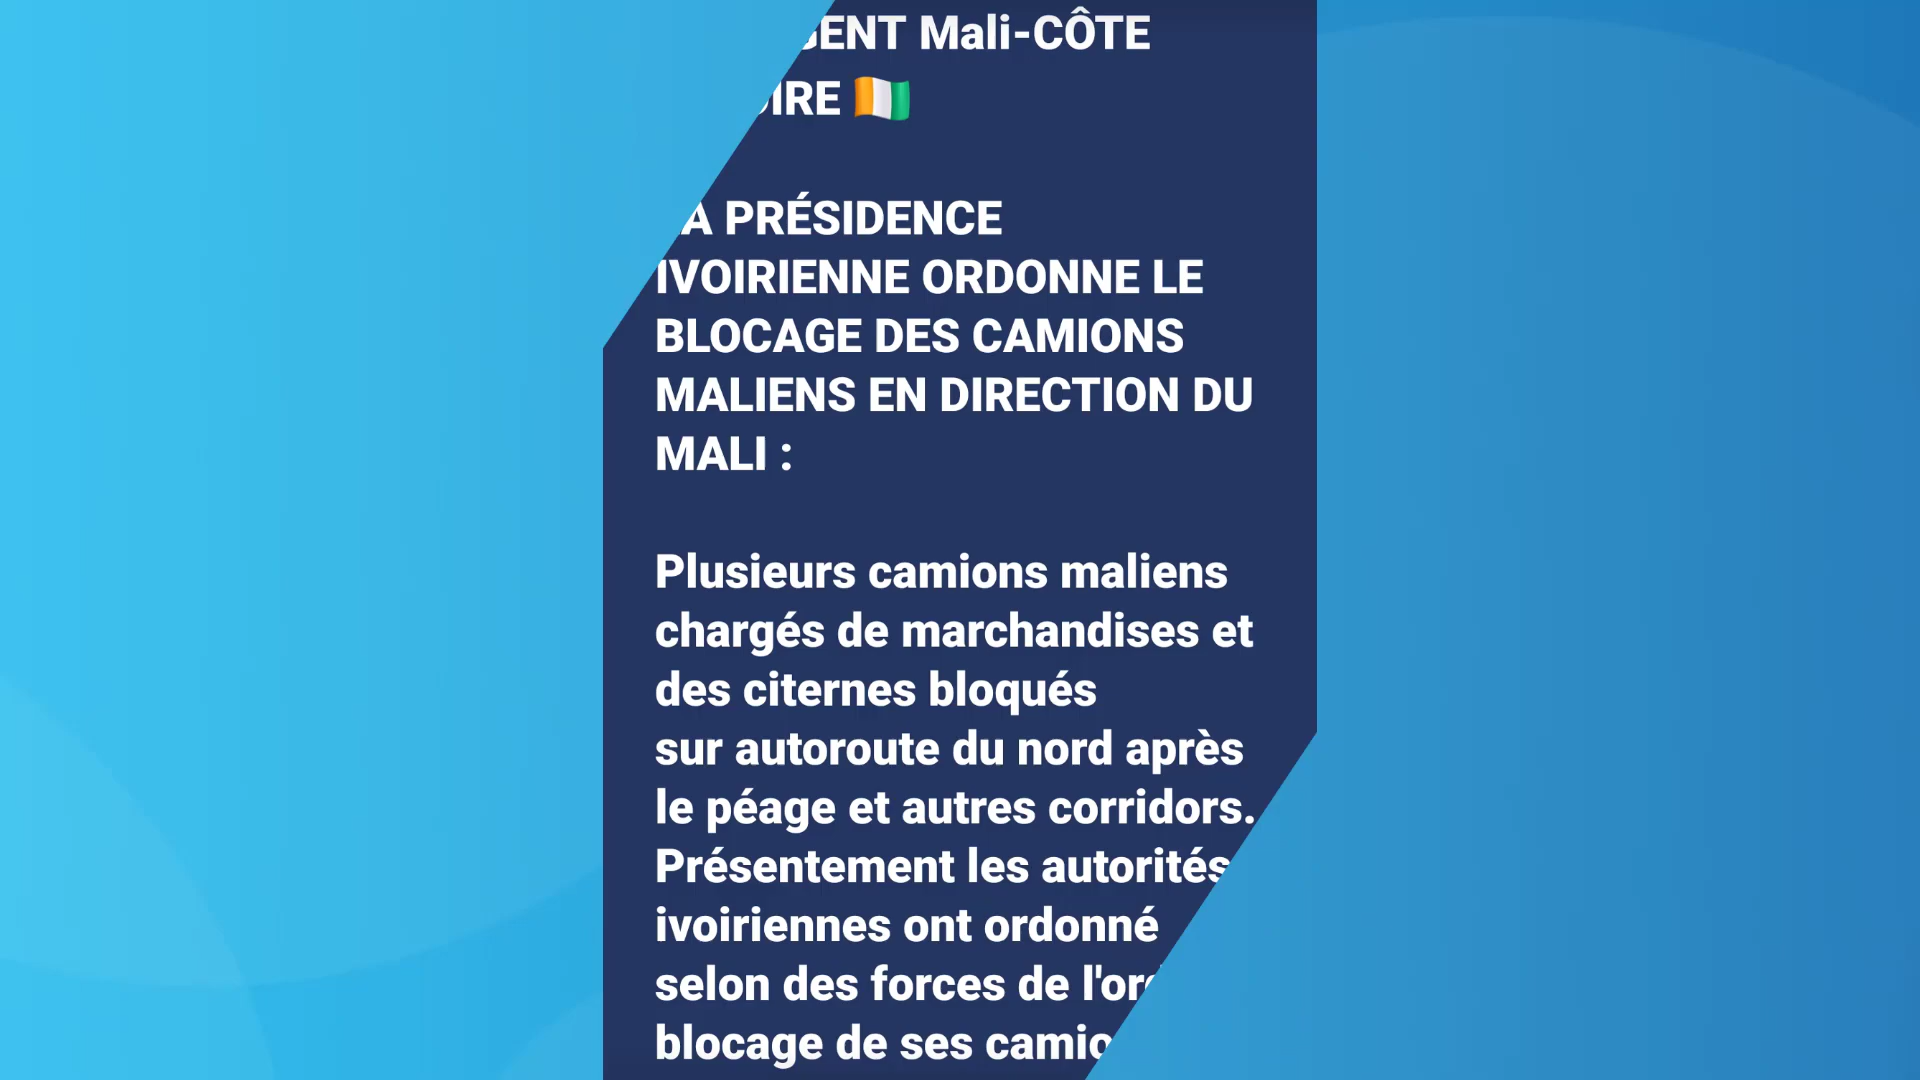 Mali-CÔTE
🇨🇮
PRÉSIDENCE
IVOIRIENNE ORDONNE LE
BLOCAGE DES CAMIONS
MALIENS EN DIRECTION DU
MALI :
Plusieurs camions maliens
chargés de marchandises et
des citernes bloqués
sur autoroute du nord après
le péage et autres corridors.
Présentement les autorités
ivoiriennes ont ordonné
selon des forces de
blocage de ses